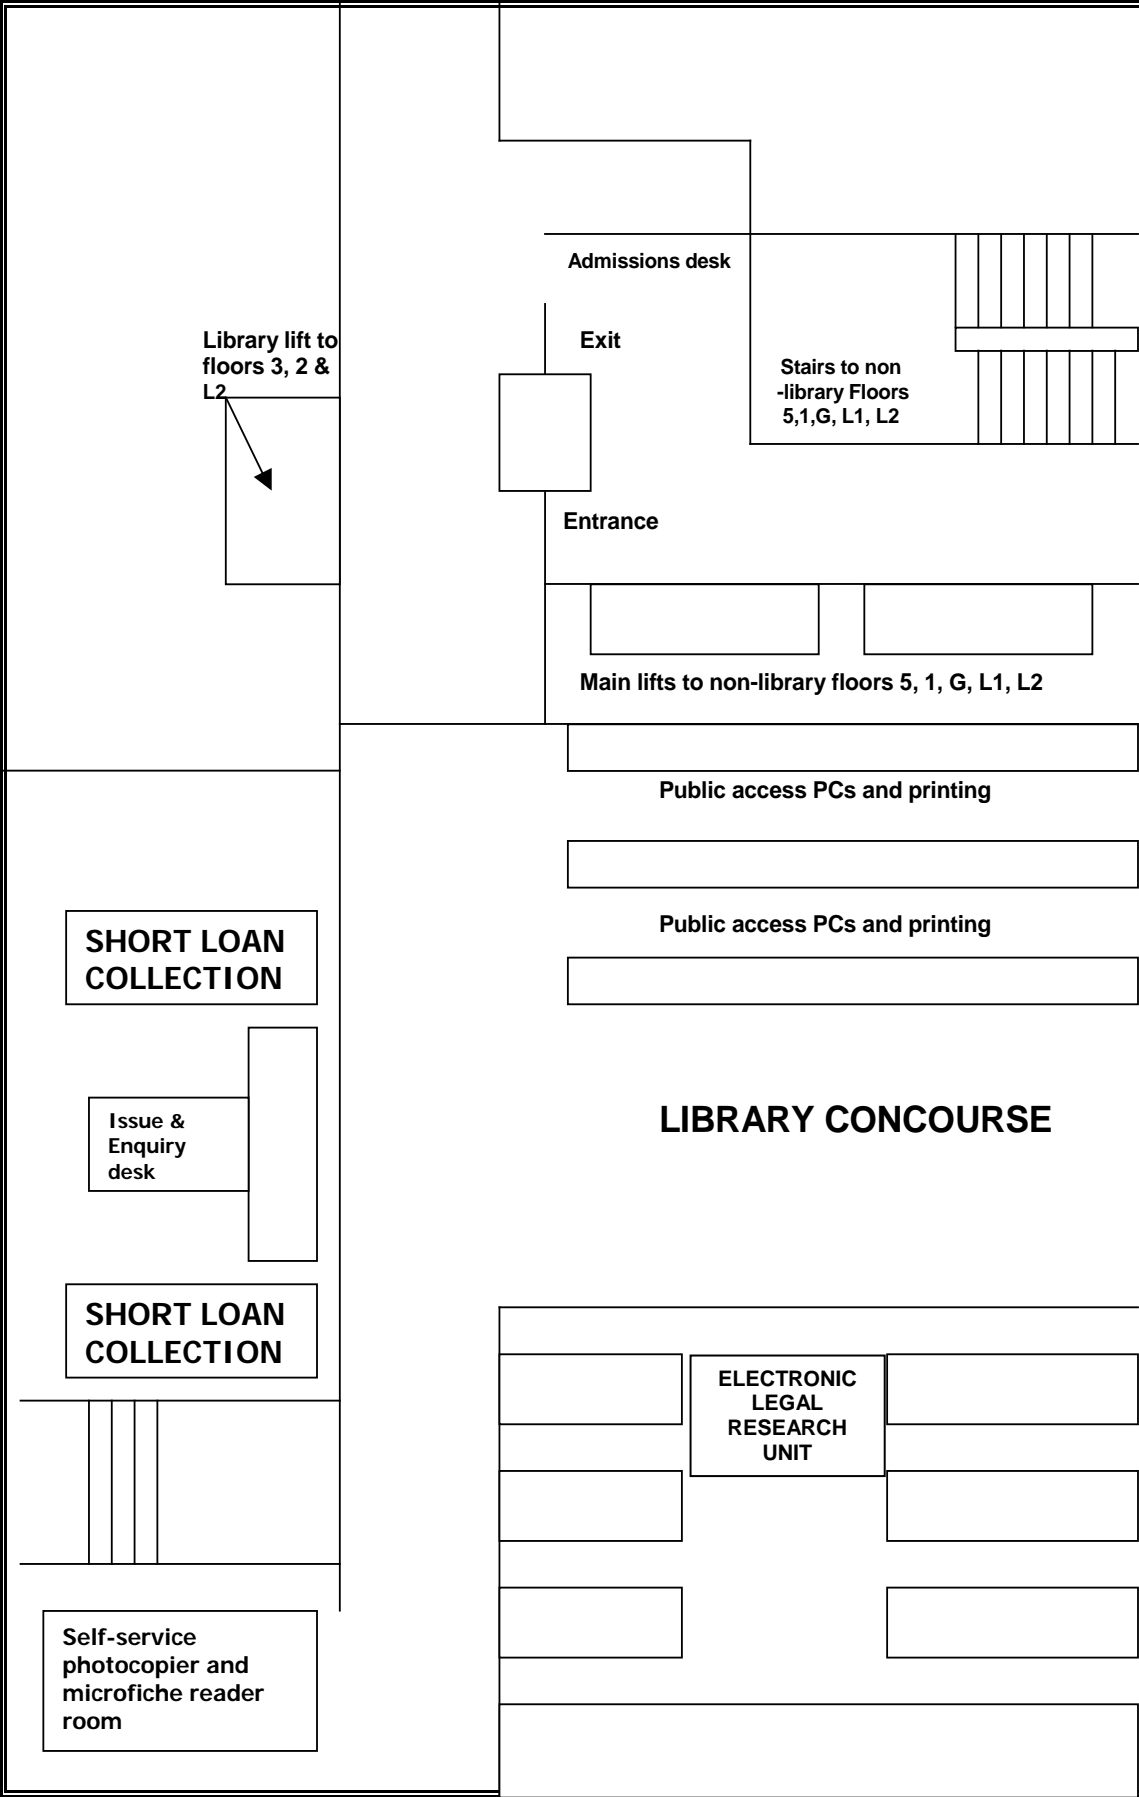 Admissions desk
Library lift to
floors 3, 2 &
L2
Exit
Stairs to non
-library Floors
5,1,G, L1, L2
Entrance
Main lifts to non-library floors 5, 1, G, L1, L2
Public access PCs and printing
Public access PCs and printing
SHORT LOAN
COLLECTION
Issue &
Enquiry
desk
LIBRARY CONCOURSE
SHORT LOAN
COLLECTION
ELECTRONIC
LEGAL
RESEARCH
UNIT
Self-service
photocopier and
microfiche reader
room